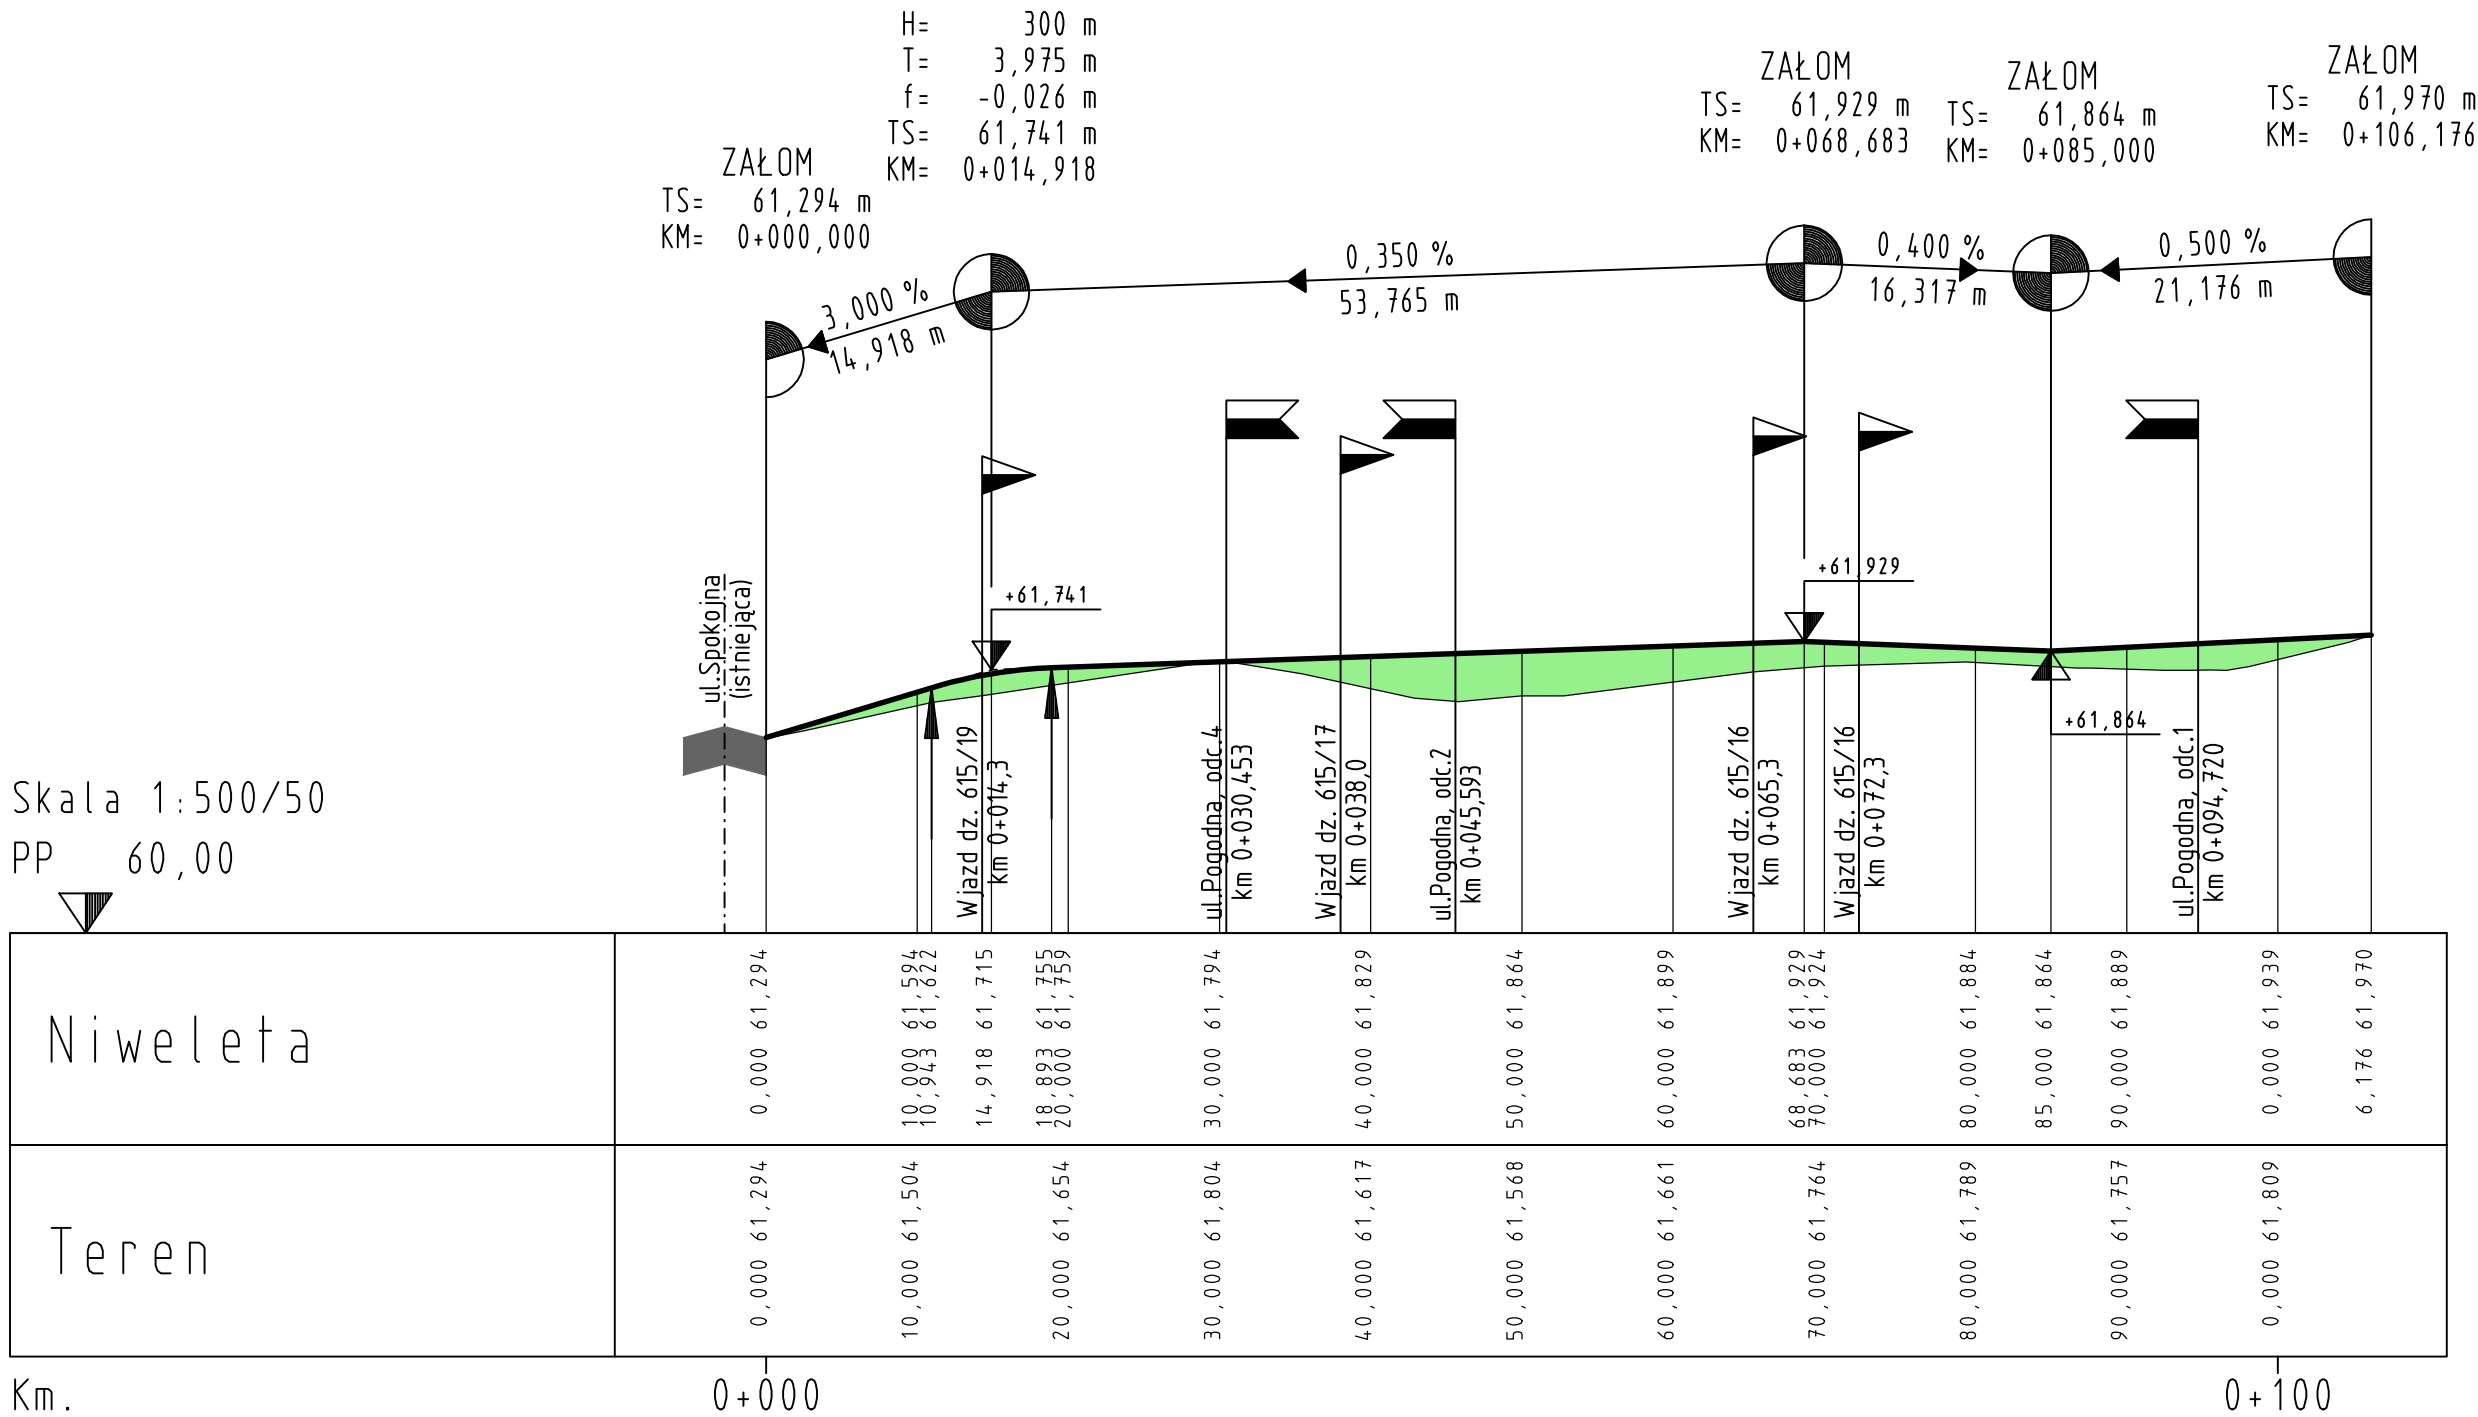 H= 300 m
T= 3,975 m
f= -0,026 m
TS= 61,741 m
KM= 0+014,918
ZAŁOM
TS= 61,294 m
KM= 0+000,000
ZAŁOM
TS= 61,929 m
KM= 0+068,683
ZAŁOM
TS= 61,864 m
KM= 0+085,000
ZAŁOM
TS= 61,970 m
KM= 0+106,176
3,000 %
14,918 m
0,350 %
53,765 m
0,400 %
16,317 m
0,500 %
21,176 m
+61,741
+61,929
+61,864
ul.Spokojna
(istniejąca)
Wjazd dz. 615/19
km 0+014,3
ul.Pogodna, odc.4
km 0+030,453
Wjazd dz. 615/17
km 0+038,0
ul.Pogodna, odc.2
km 0+045,593
Wjazd dz. 615/16
km 0+065,3
Wjazd dz. 615/16
km 0+072,3
ul.Pogodna, odc.1
km 0+094,720
Skala 1:500/50
PP 60,00
Niweleta
0,000 61,294
10,000 61,594
10,943 61,622
14,918 61,715
18,893 61,755
20,000 61,759
30,000 61,794
40,000 61,829
50,000 61,864
60,000 61,899
68,683 61,929
70,000 61,924
80,000 61,884
85,000 61,864
90,000 61,889
0,000 61,939
6,176 61,970
Teren
0,000 61,294
10,000 61,504
20,000 61,654
30,000 61,804
40,000 61,617
50,000 61,568
60,000 61,661
70,000 61,764
80,000 61,789
90,000 61,757
0,000 61,809
Km.
0+000
0+100